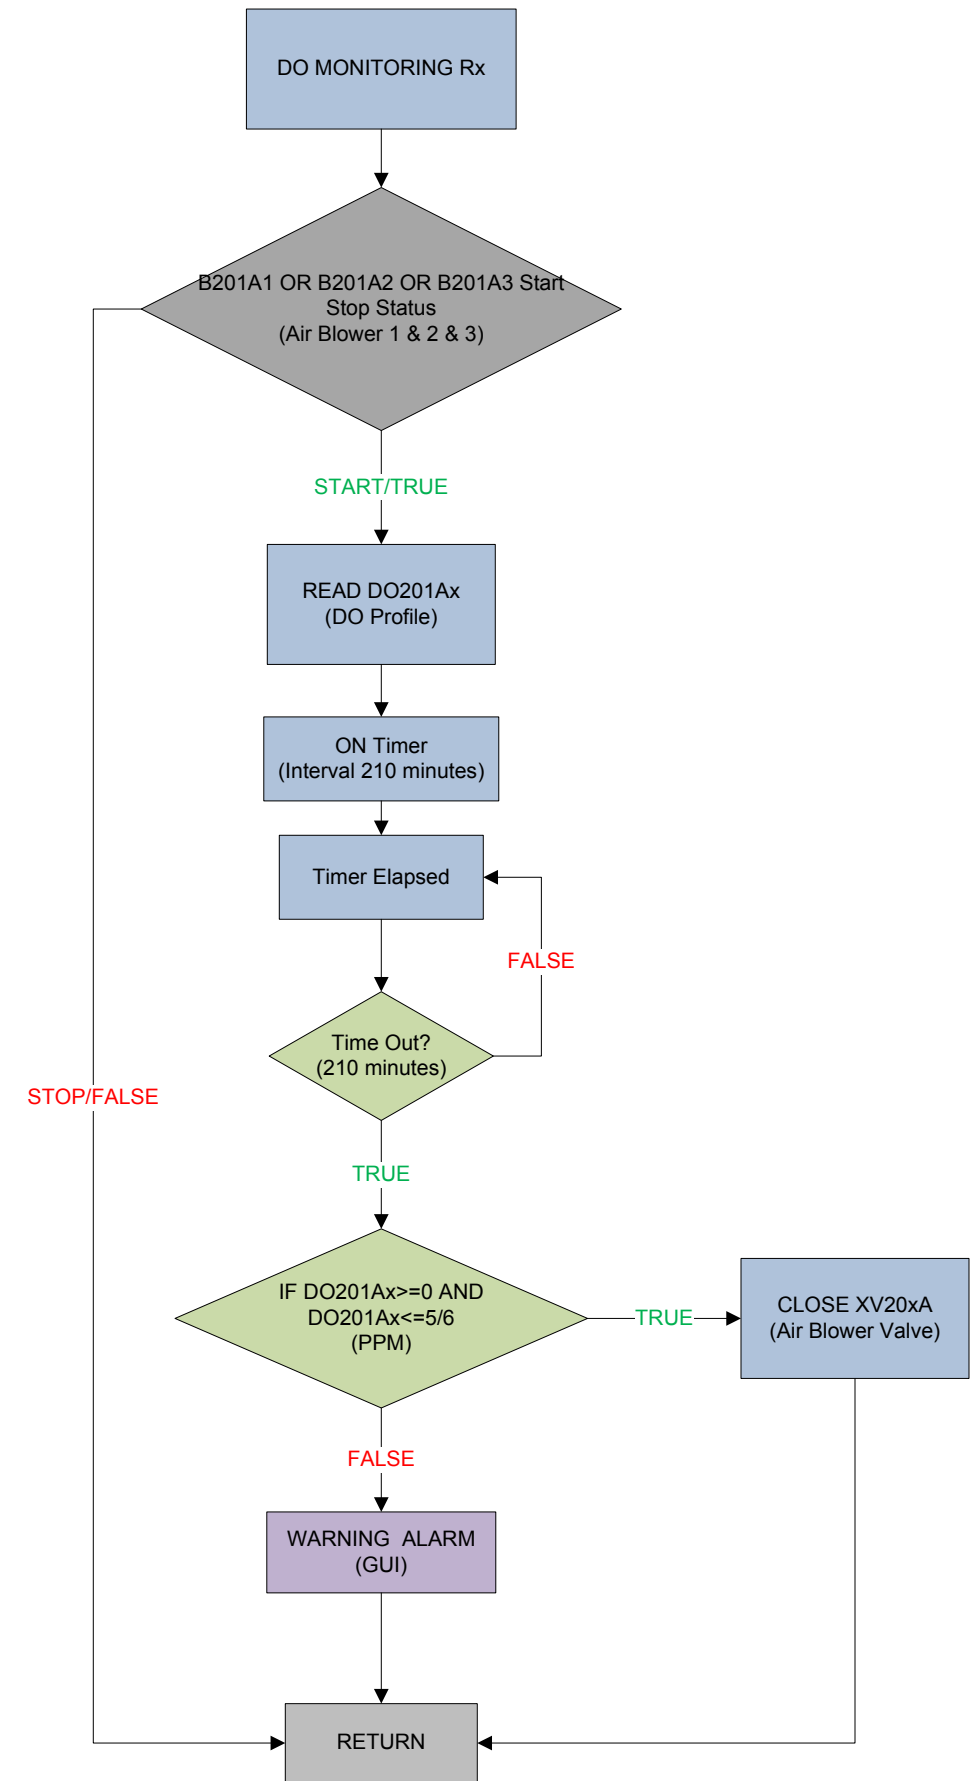 DO MONITORING Rx
B201A1 OR B201A2 OR B201A3 Start
Stop Status
(Air Blower 1 & 2 & 3)
START/TRUE
READ DO201Ax
(DO Profile)
ON Timer
(Interval 210 minutes)
Timer Elapsed
FALSE
Time Out?
(210 minutes)
STOP/FALSE
TRUE
IF DO201Ax>=0 AND
DO201Ax<=5/6
(PPM)
TRUE
CLOSE XV20xA
(Air Blower Valve)
FALSE
WARNING  ALARM
(GUI)
RETURN